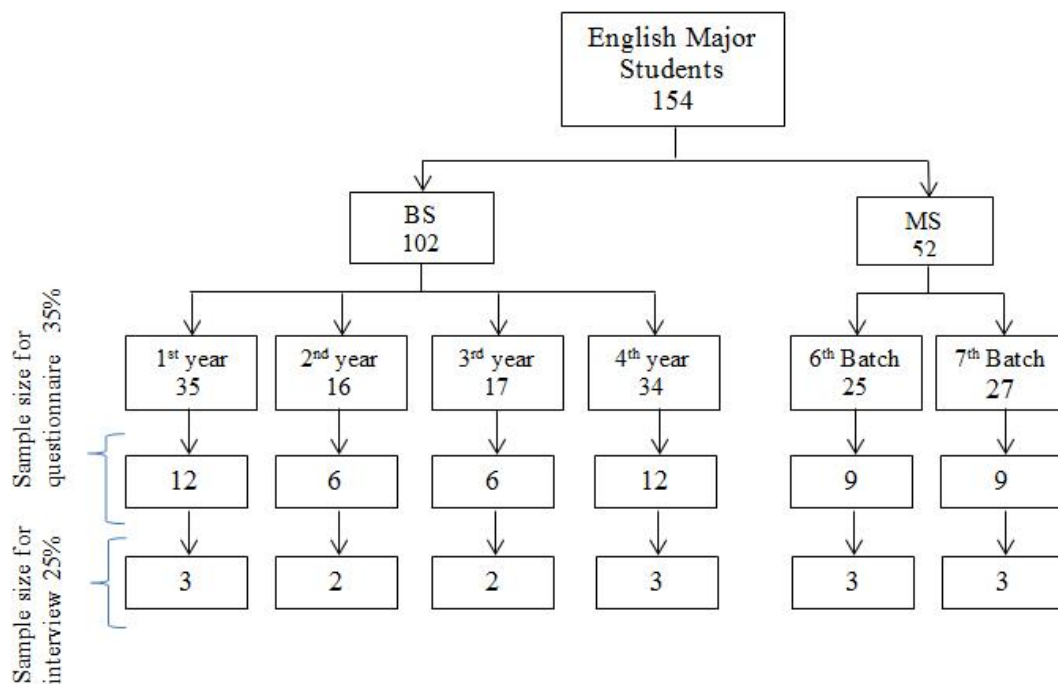 English Major
Students
154
BS
102
MS
52
Sample size for
questionnaire 35%
1st year
35
2nd year
16
3rd year
17
4th year
34
6th Batch
25
7th Batch
27
12
6
6
12
9
9
Sample size for
interview 25%
3
2
2
3
3
3